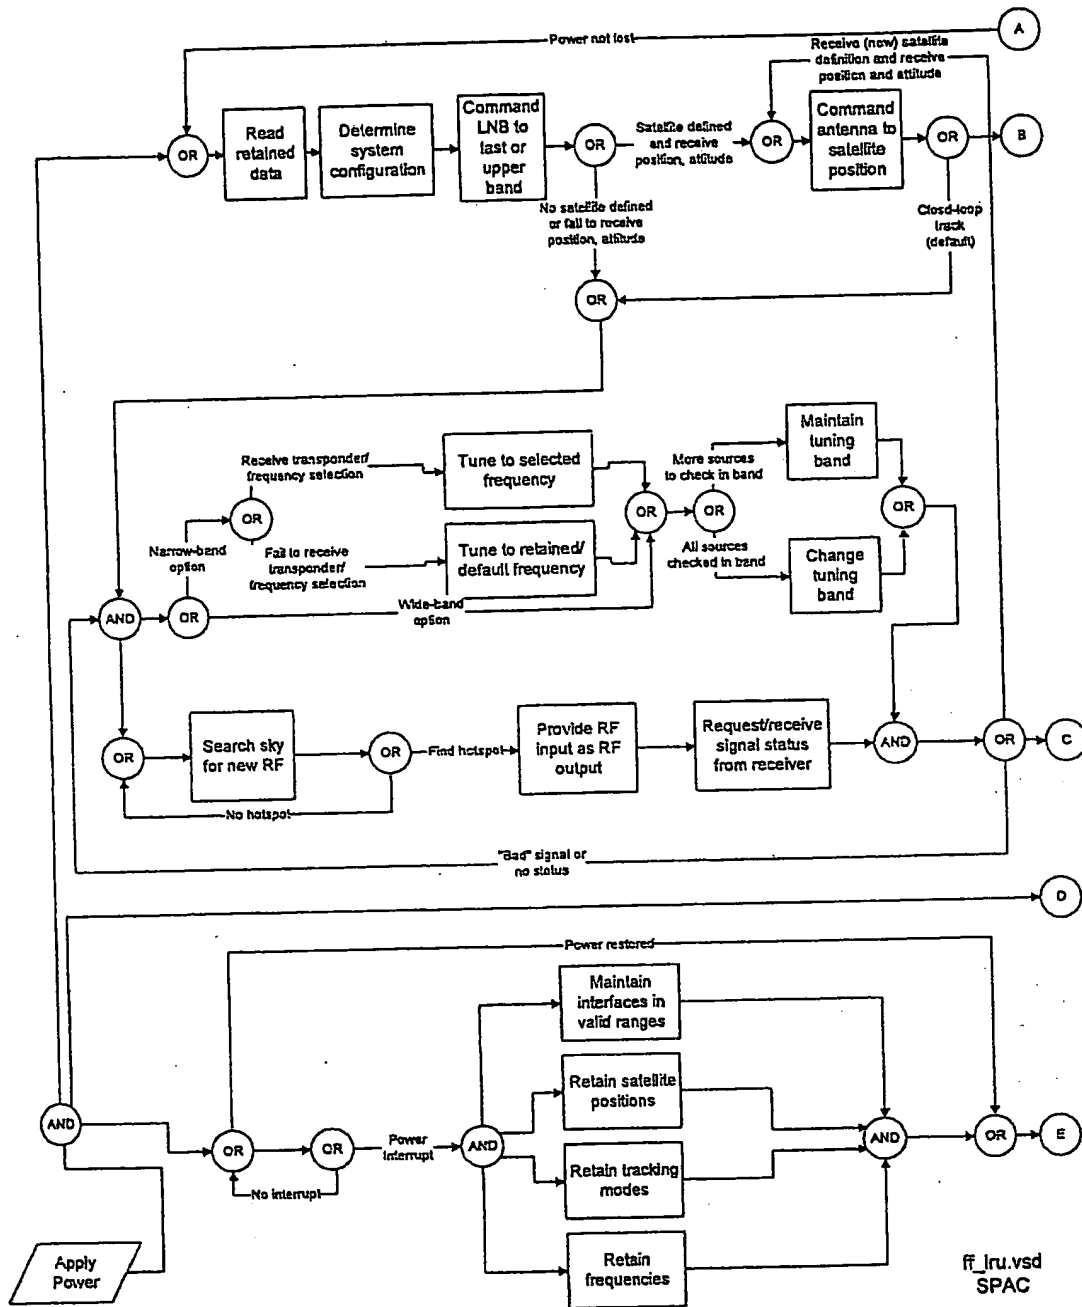 A
Power not lost
Receive (new) satellite
definition and receive
position and attitude
OR
Read
retained
data
Determine
system
configuration
Command
LNB to
last or
upper
band
OR
Satellite defined
and receive
position, attitude
OR
Command
antenna to
satellite
position
OR
B
No satellite defined
or fail to receive
position, attitude
Closd-loop
track
(default)
OR
Receive transponder/
frequency selection
Tune to selected
frequency
More sources
to check in band
Maintain
tuning
band
OR
OR
OR
OR
Narrow-band
option
Fail to receive
transponder/
frequency selection
Tune to retained/
default frequency
All sources
checked in band
Change
tuning
band
AND
OR
Wide-band
option
OR
Search sky
for new RF
OR
Find hotspot
Provide RF
input as RF
output
Request/receive
signal status
from receiver
AND
OR
C
No hotspot
"Bad" signal or
no status
D
Power restored
Maintain
interfaces in
valid ranges
Retain satellite
positions
AND
OR
OR
Power
interrupt
AND
AND
OR
E
No interrupt
Retain tracking
modes
Apply
Power
Retain
frequencies
ff_lru.vsd
SPAC